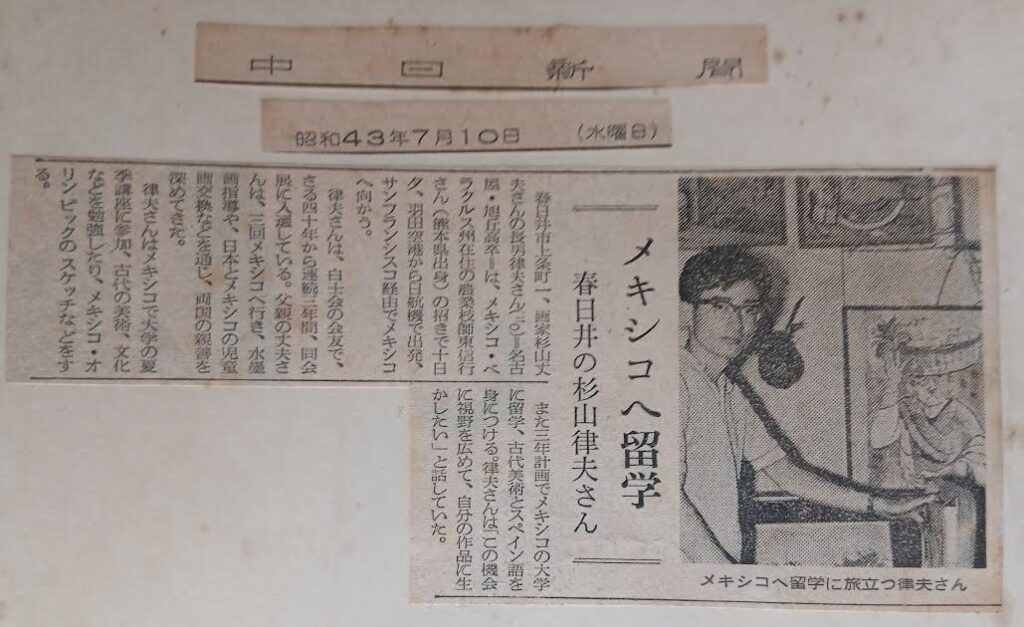 中日新聞
昭和43年7月10日　（水曜日）
メキシコへ留学
春日井の杉山律夫さん
春日井市七条町一、画家杉山丈
夫さんの長男律夫さん(二〇)＝名古
屋・旭丘高卒＝は、メキシコ・ベ
ラクルス州在住の農業技師東信行
さん（熊本県出身）の招きで十日
夕、羽田空港から日航機で出発、
サンフランシスコ経由でメキシコ
へ向かう。
律夫さんは、白士会の会友で、
さる四十年から連続三年間、同会
展に入選している。父親の丈夫さ
んは、三回メキシコへ行き、水墨
画指導や、日本とメキシコの児童
画交換などを通し、両国の親善を
深めてきた。
律夫さんはメキシコで大学の夏
季講座に参加、古代の美術、文化
などを勉強したり、メキシコ・オ
リンピックのスケッチなどをす
る。
また三年計画でメキシコの大学
に留学、古代美術とスペイン語を
身につける。律夫さんは「この機会
に視野を広めて、自分の作品に生
かしたい」と話していた。
メキシコへ留学に旅立つ律夫さん